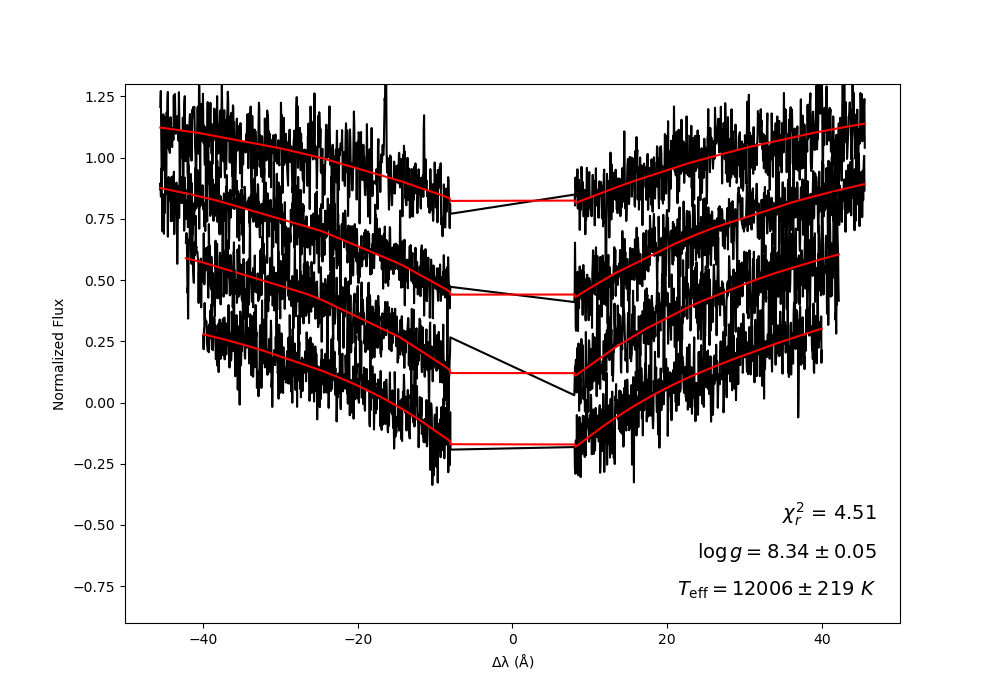 1.25
1.00
0.75
0.50
0.25
0.00
−0.25
−0.50
−0.75
Normalized Flux
χ²ᵣ = 4.51
log g = 8.34 ± 0.05
T_eff = 12006 ± 219 K
−40 −20 0 20 40
Δλ (Å)